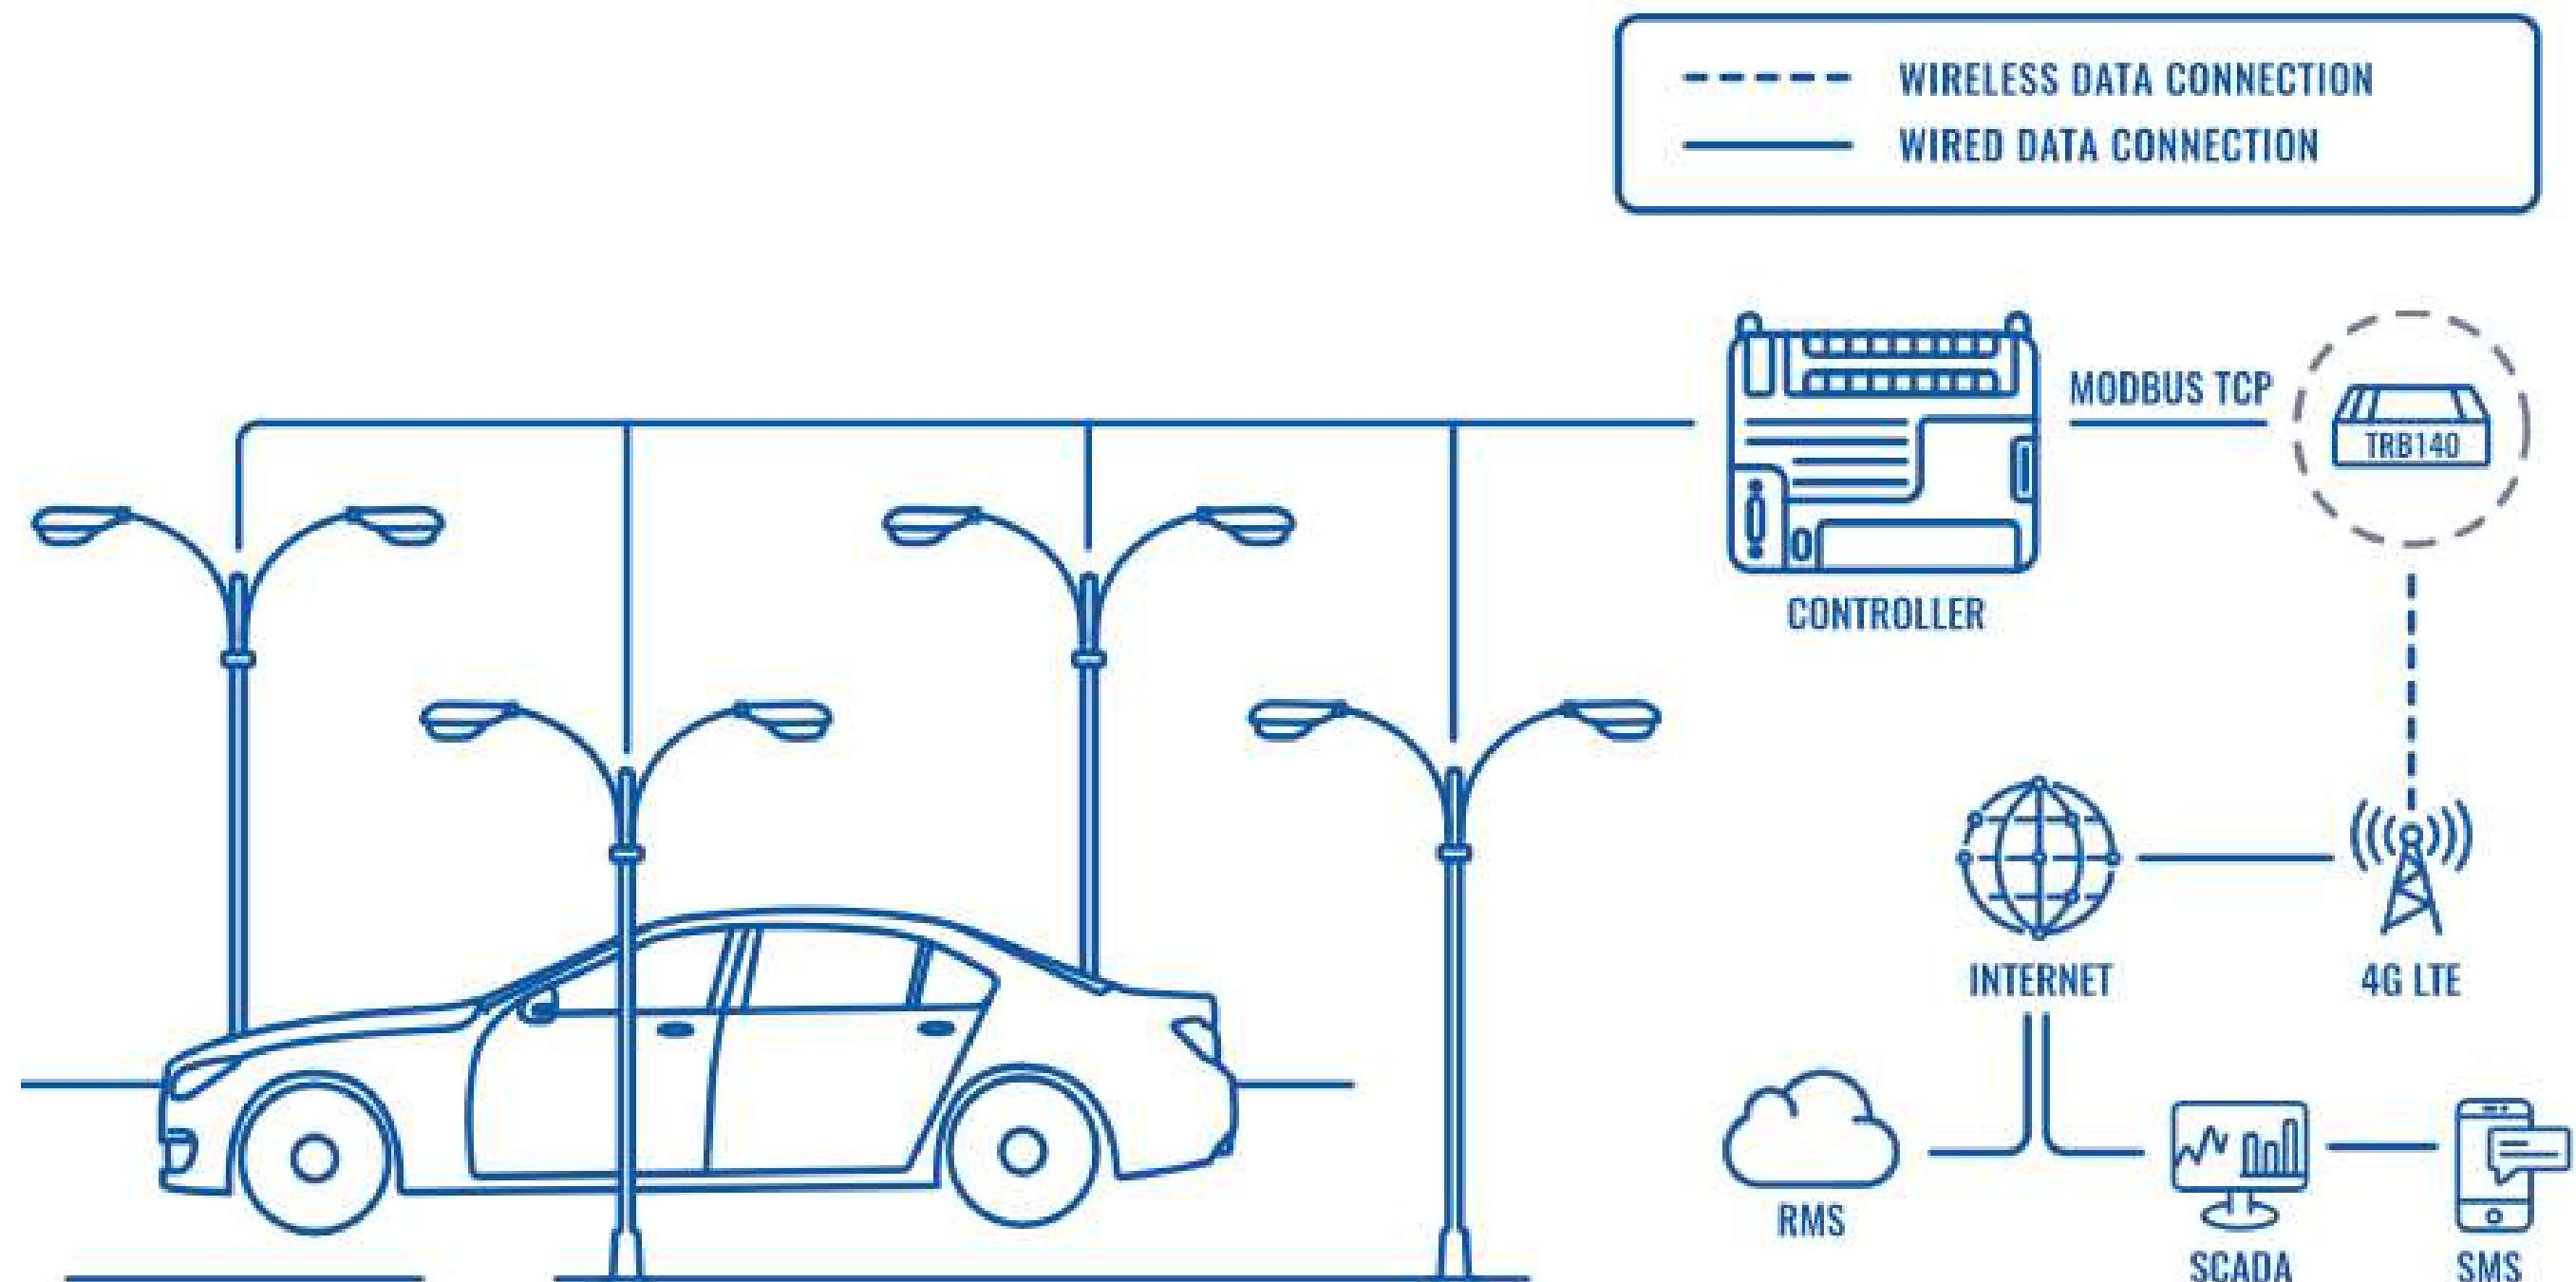 WIRELESS DATA CONNECTION
WIRED DATA CONNECTION
MODBUS TCP
TRB140
CONTROLLER
INTERNET
4G LTE
RMS
SCADA
SMS